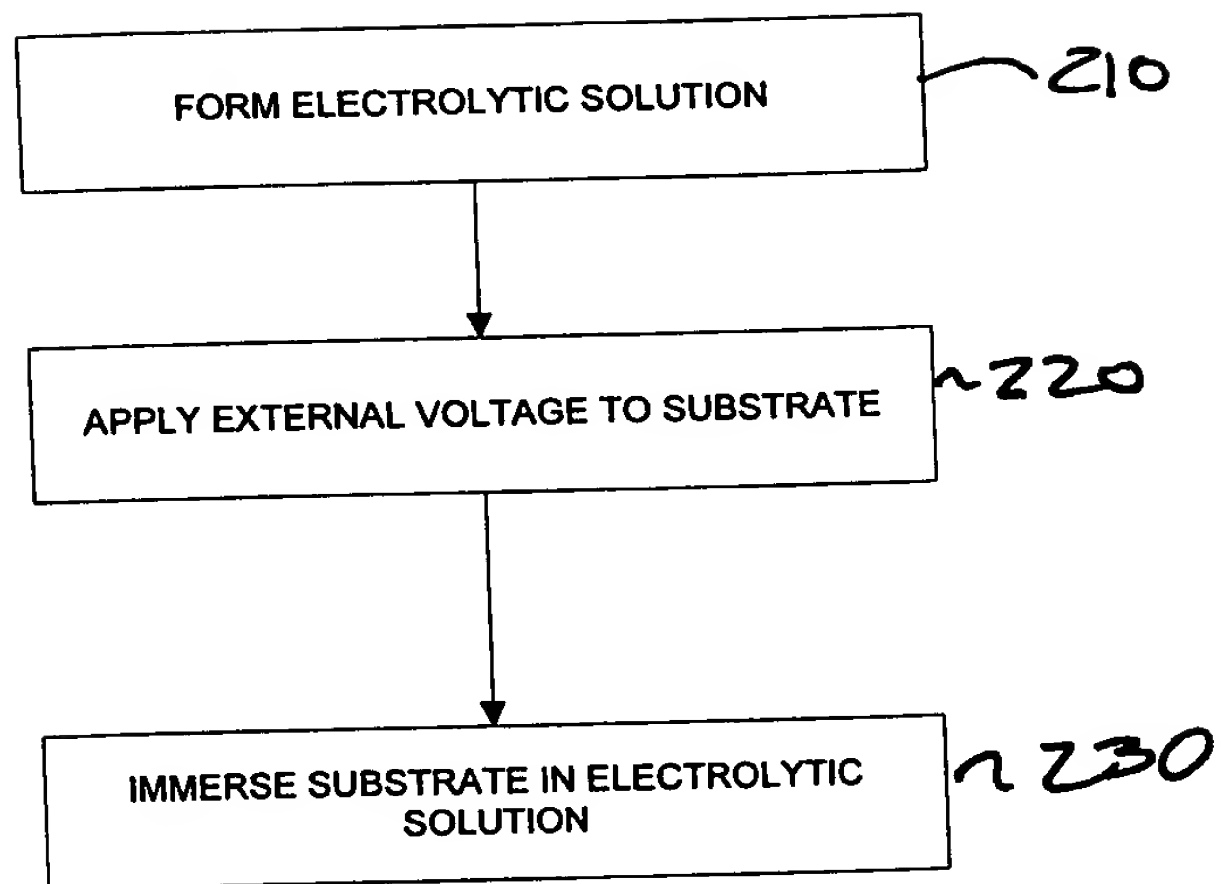 FORM ELECTROLYTIC SOLUTION
210
APPLY EXTERNAL VOLTAGE TO SUBSTRATE
220
IMMERSE SUBSTRATE IN ELECTROLYTIC
SOLUTION
230